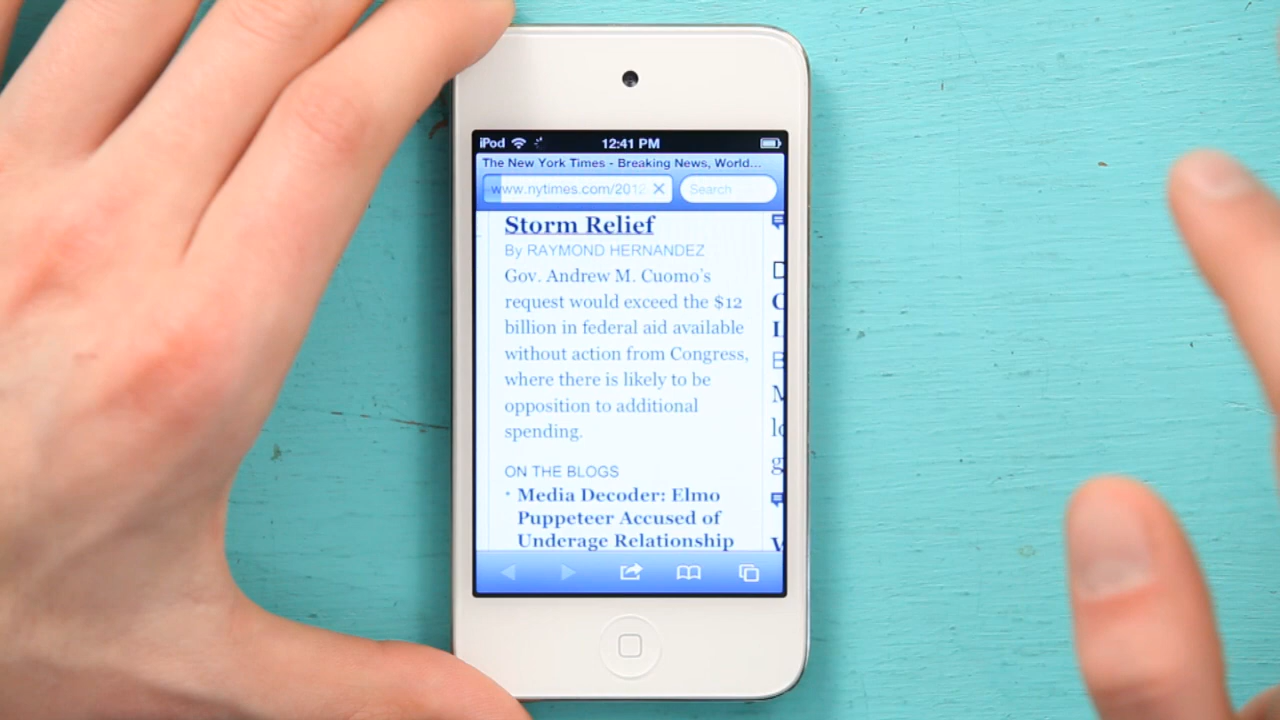 iPod 12:41 PM
The New York Times - Breaking News, World...
www.nytimes.com/2012 Search
Storm Relief
By RAYMOND HERNANDEZ
Gov. Andrew M. Cuomo's
request would exceed the $12
billion in federal aid available
without action from Congress,
where there is likely to be
opposition to additional
spending.
ON THE BLOGS
• Media Decoder: Elmo
Puppeteer Accused of
Underage Relationship